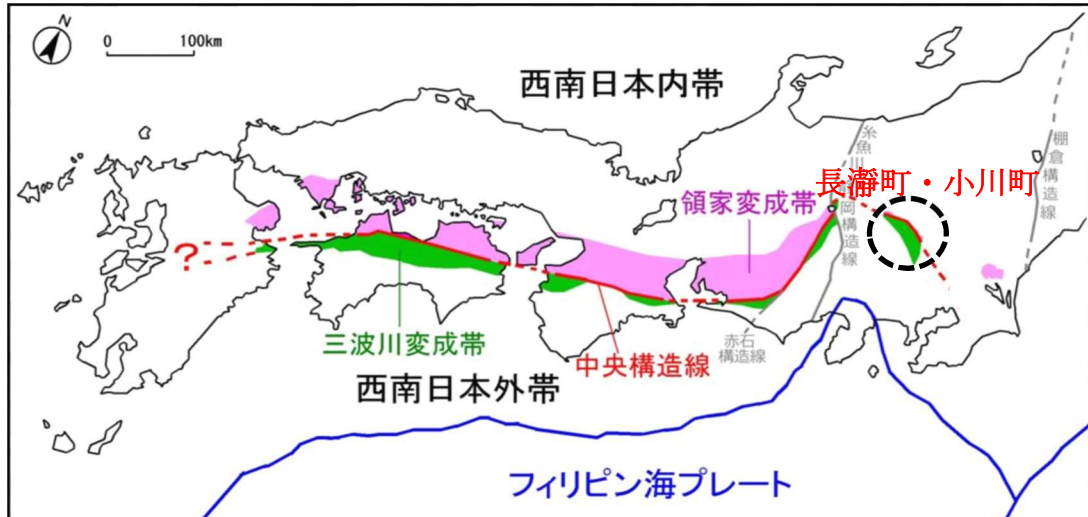 N
0 100km
西南日本内帯
糸魚川
岡構造線
棚倉構造線
長瀞町・小川町
領家変成帯
?
三波川変成帯
中央構造線
赤石
構造線
西南日本外帯
フィリピン海プレート